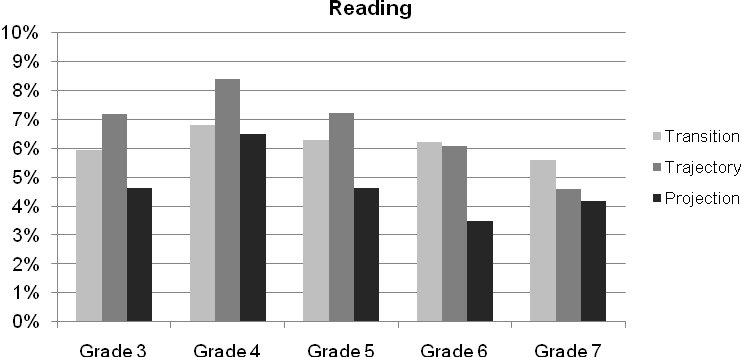 Reading
10%
9%
8%
7%
6%
5%
4%
3%
2%
1%
0%
Grade 3 Grade 4 Grade 5 Grade 6 Grade 7
Transition
Trajectory
Projection